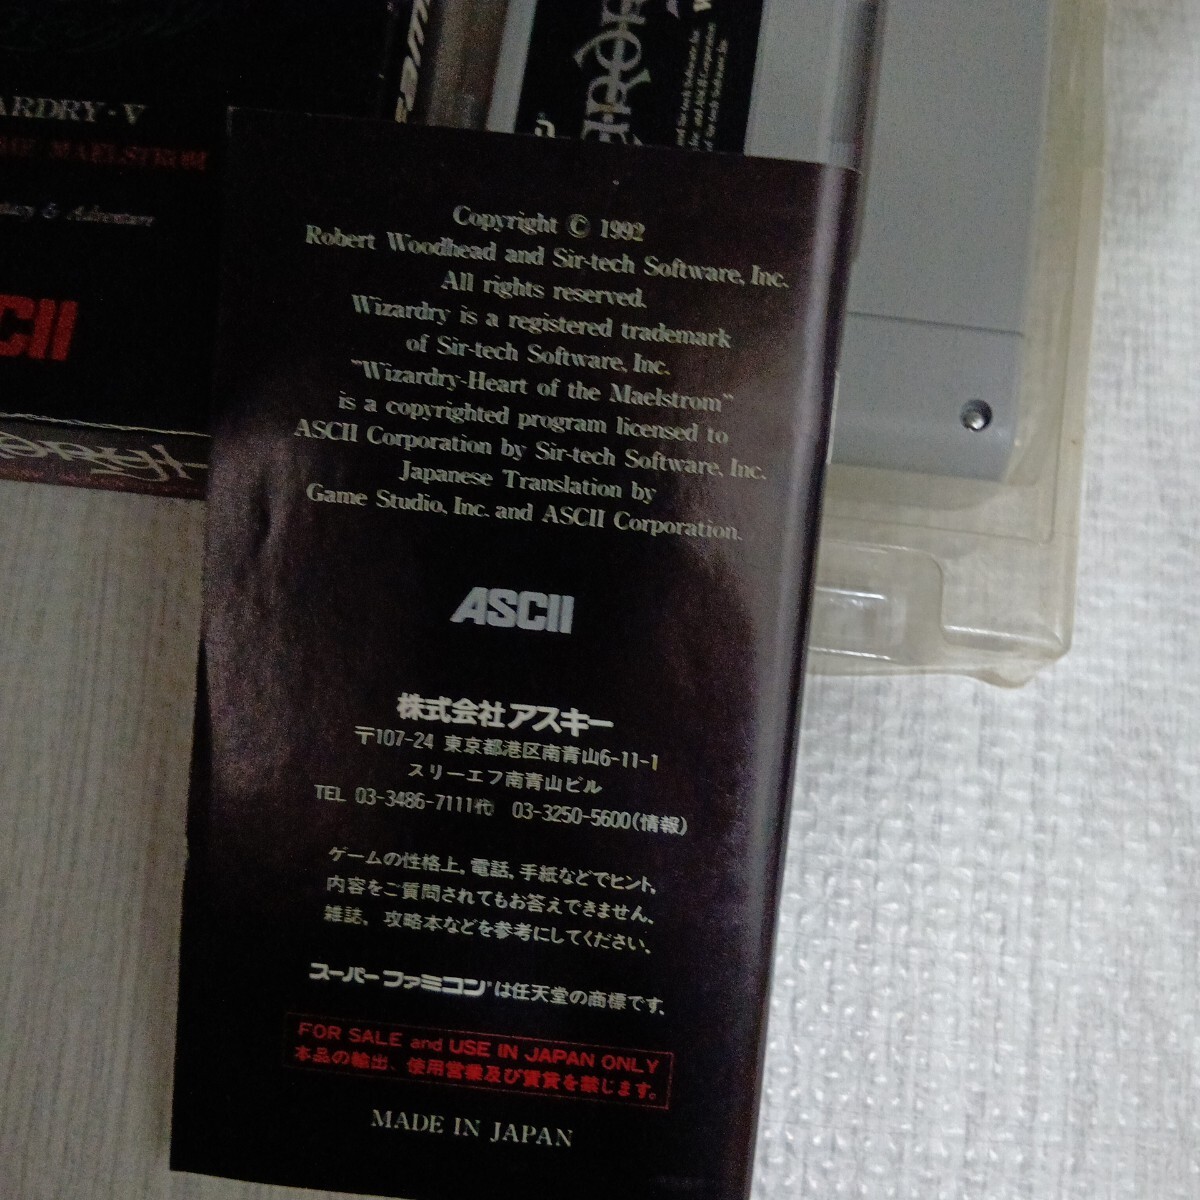 ARDRY·V
MAELSTROM
& Adventure
CII
Copyright © 1992
Robert Woodhead and Sir-tech Software, Inc.
All rights reserved.
Wizardry is a registered trademark
of Sir-tech Software, Inc.
"Wizardry-Heart of the Maelstrom"
is a copyrighted program licensed to
ASCII Corporation by Sir-tech Software, Inc.
Japanese Translation by
Game Studio, Inc. and ASCII Corporation.
ASCII
株式会社アスキー
〒107-24 東京都港区南青山6-11-1
スリーエフ南青山ビル
TEL 03-3486-7111代 03-3250-5600(情報)
ゲームの性格上、電話、手紙などでヒント、
内容をご質問されてもお答えできません、
雑誌、攻略本などを参考にしてください、
スーパーファミコン®は任天堂の商標です、
FOR SALE and USE IN JAPAN ONLY
本品の輸出、使用営業及び賃貸を禁じます。
MADE IN JAPAN